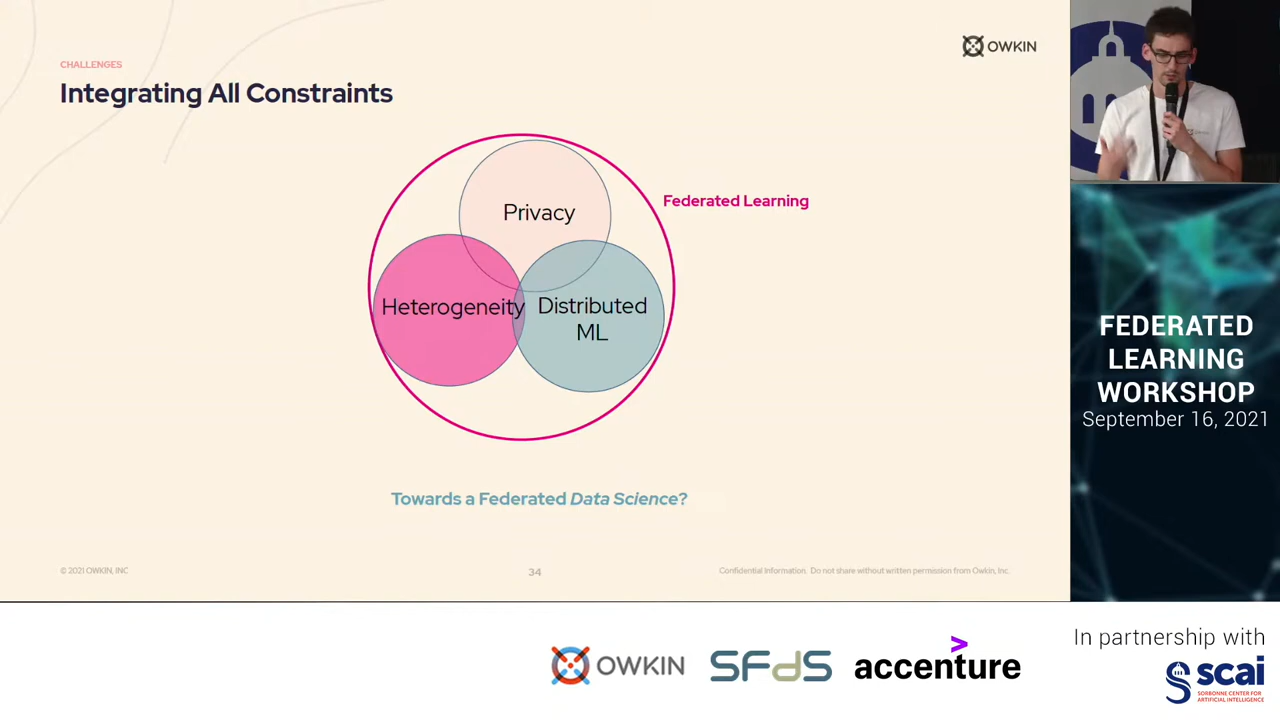 CHALLENGES
Integrating All Constraints
OWKIN
Privacy
Federated Learning
Heterogeneity
Distributed
ML
Towards a Federated Data Science?
© 2021 OWKIN, INC
34
Confidential Information. Do not share without written permission from Owkin, Inc.
FEDERATED
LEARNING
WORKSHOP
September 16, 2021
OWKIN
SFdS
accenture
In partnership with
scai
SORBONNE CENTER FOR
ARTIFICIAL INTELLIGENCE